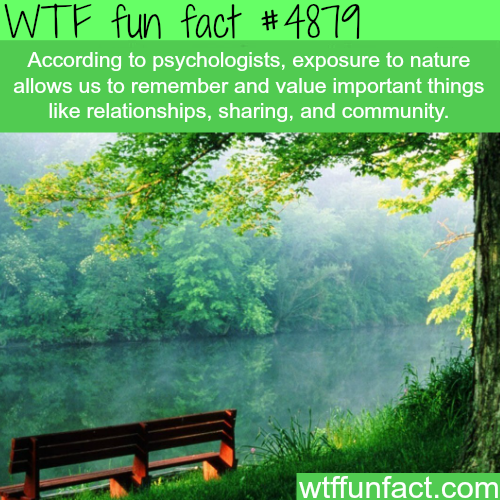 WTF fun fact #4879
According to psychologists, exposure to nature
allows us to remember and value important things
like relationships, sharing, and community.
wtffunfact.com